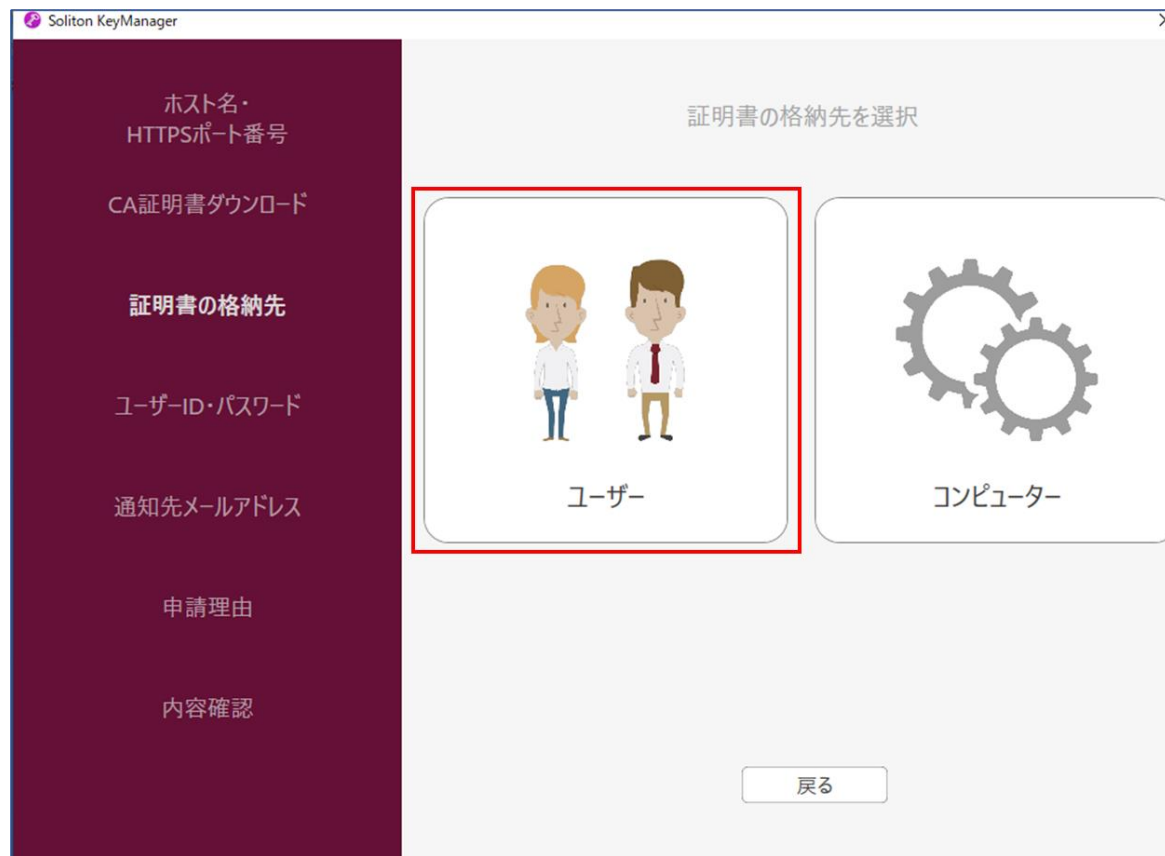 Soliton KeyManager
ホスト名・
HTTPSポート番号
CA証明書ダウンロード
証明書の格納先
ユーザーID・パスワード
通知先メールアドレス
申請理由
内容確認
証明書の格納先を選択
ユーザー
コンピューター
戻る